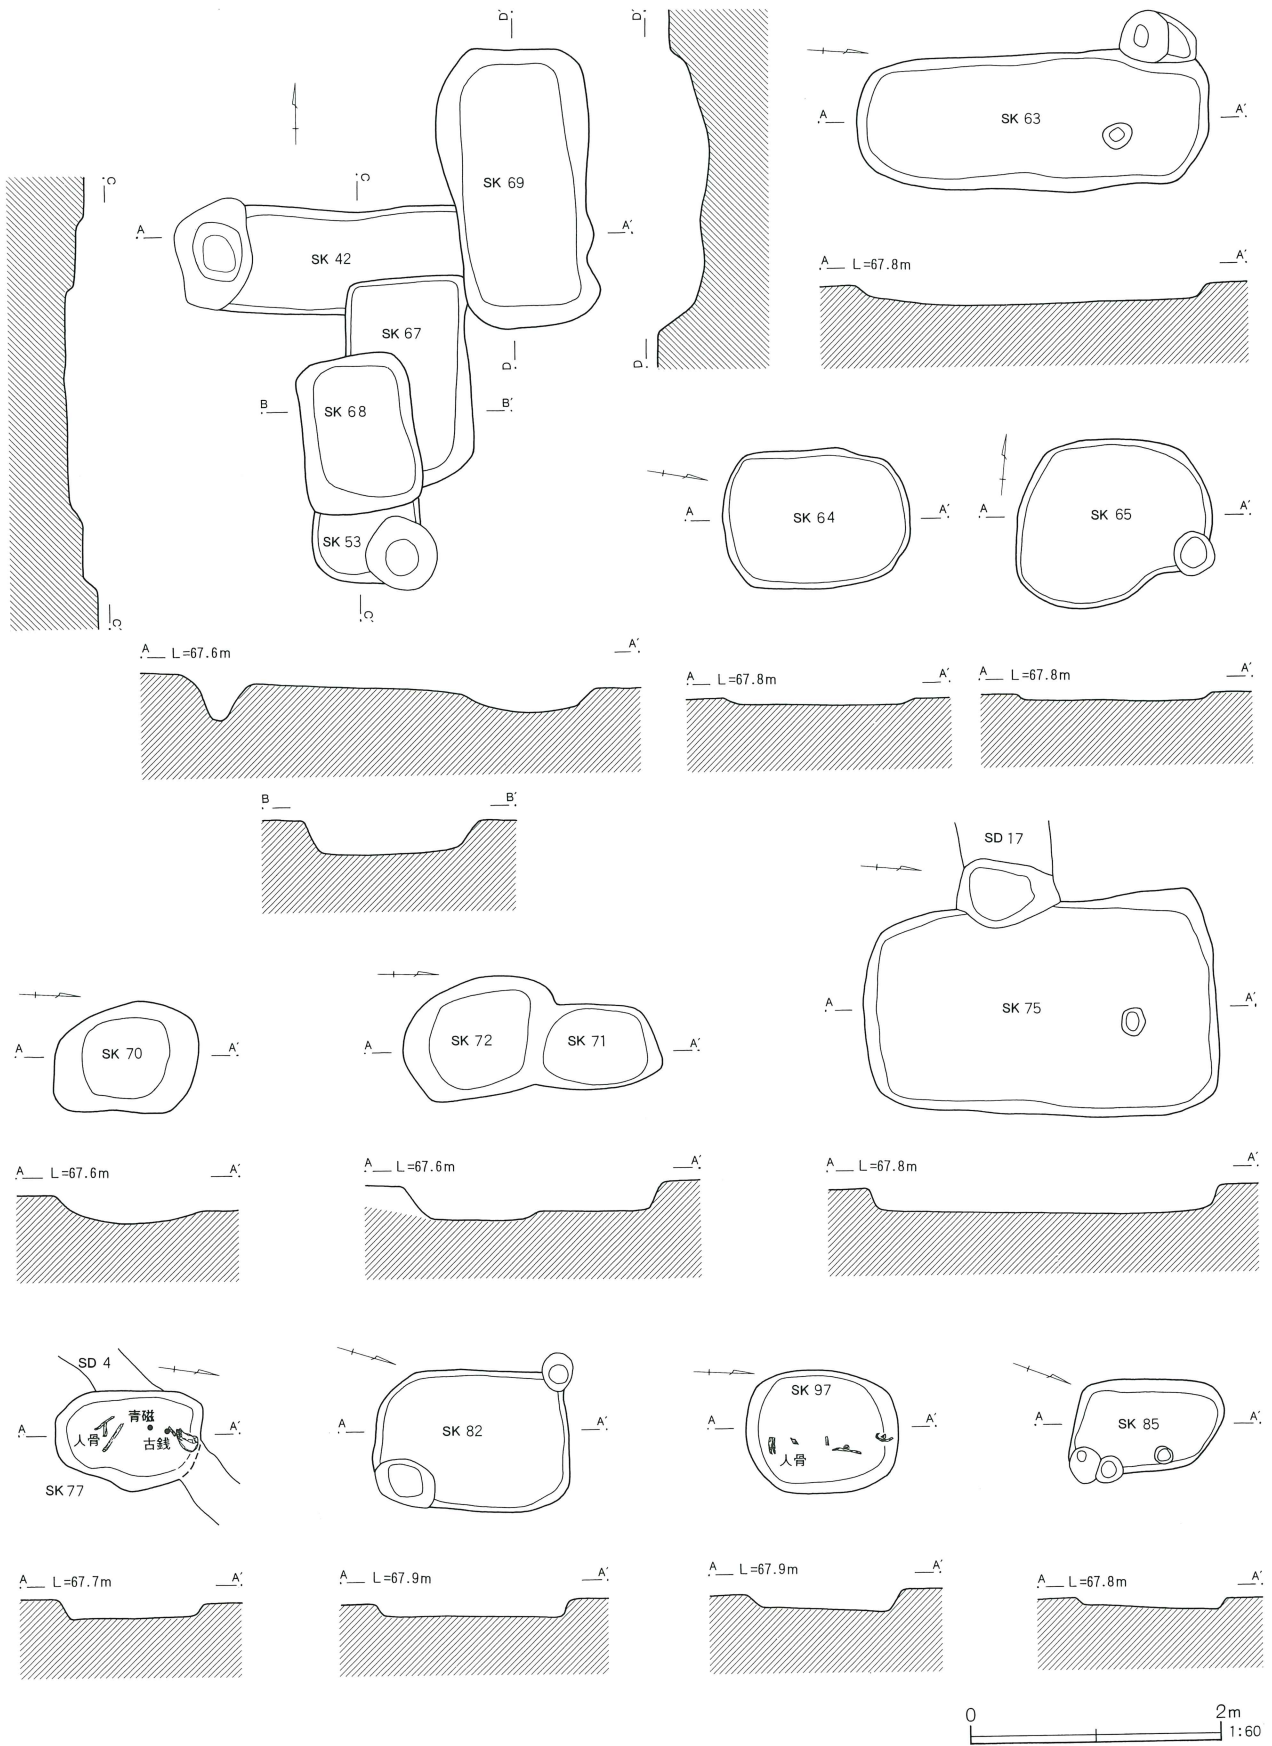 D D'
A SK 63 A'
A L=67.8m A'
SK 69
C C
A SK 42 A'
SK 67
D D'
B SK 68 B'
SK 53
C' C'
A SK 64 A'
A SK 65 A'
A L=67.6m A'
A L=67.8m A'
A L=67.8m A'
B B'
SD 17
A SK 75 A'
A SK 70 A'
A SK 72 SK 71 A'
A L=67.6m A'
A L=67.6m A'
A L=67.8m A'
SD 4
青磁
A 人骨 古銭 A'
SK 77
A SK 82 A'
SK 97
A 人骨 A'
A SK 85 A'
A L=67.7m A'
A L=67.9m A'
A L=67.9m A'
A L=67.8m A'
0 2m
1:60